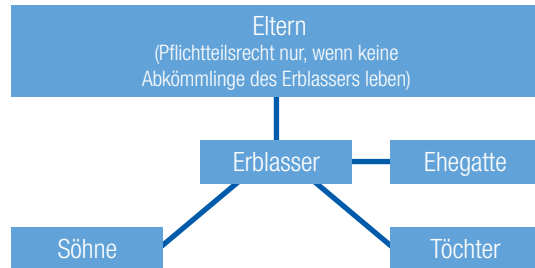 Eltern
(Pflichtteilsrecht nur, wenn keine
Abkömmlinge des Erblassers leben)
Erblasser
Ehegatte
Söhne
Töchter